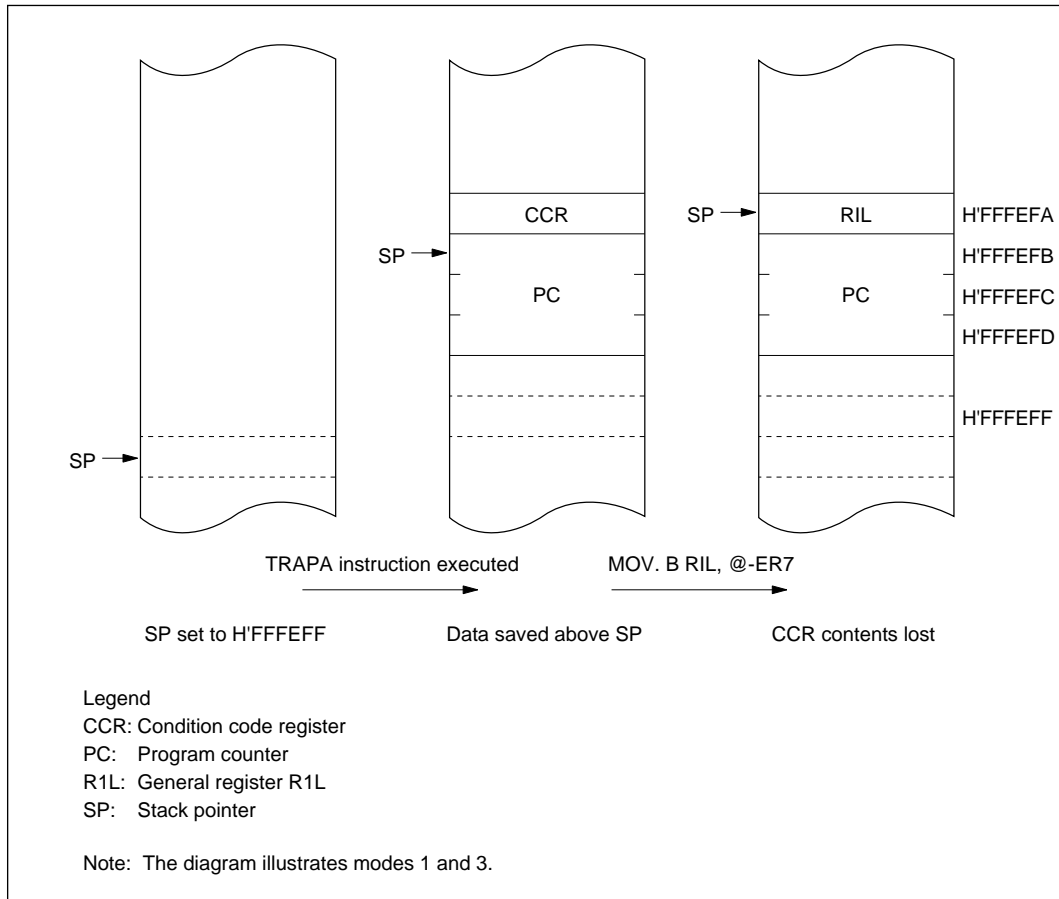 CCR
SP
RIL
H'FFFEFA
SP
H'FFFEFB
PC
PC
H'FFFEFC
H'FFFEFD
H'FFFEFF
SP
TRAPA instruction executed
MOV. B RIL, @-ER7
SP set to H'FFFEFF
Data saved above SP
CCR contents lost
Legend
CCR: Condition code register
PC: Program counter
R1L: General register R1L
SP: Stack pointer
Note: The diagram illustrates modes 1 and 3.